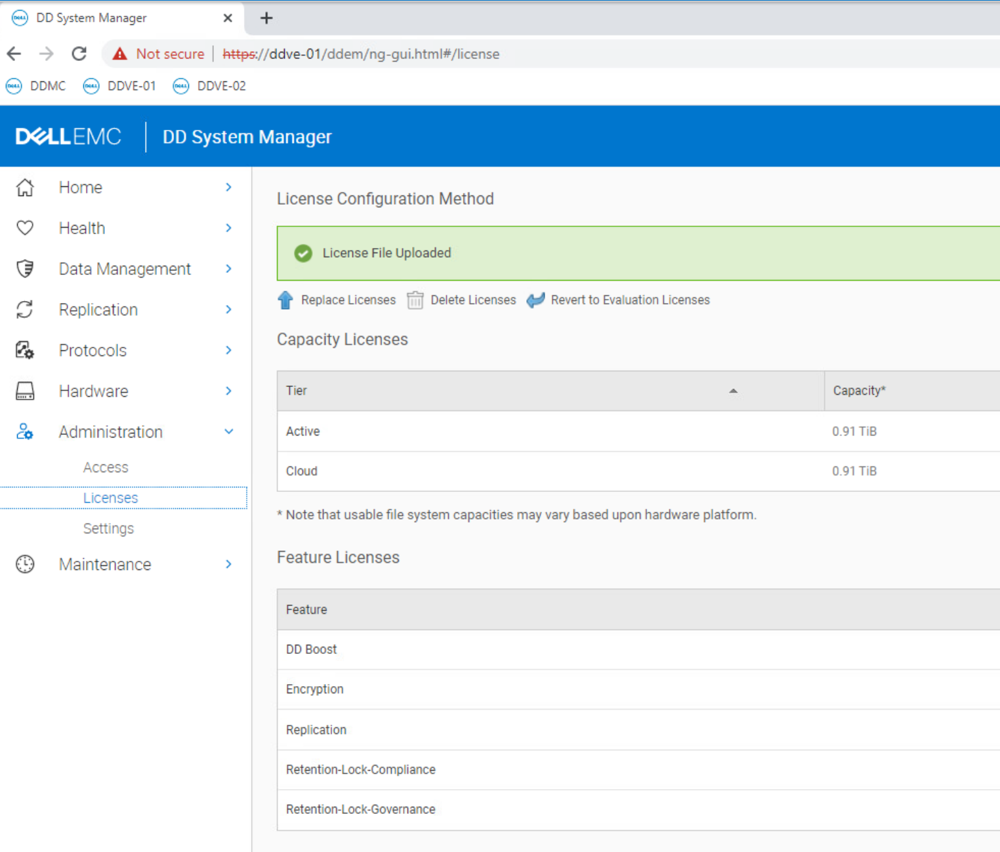 DD System Manager
Not secure | https://ddve-01/ddem/ng-gui.html#/license
DDMC DDVE-01 DDVE-02
DELLEMC DD System Manager
Home
Health
Data Management
Replication
Protocols
Hardware
Administration
Access
Licenses
Settings
Maintenance
License Configuration Method
License File Uploaded
Replace Licenses Delete Licenses Revert to Evaluation Licenses
Capacity Licenses
Tier Capacity*
Active 0.91 TiB
Cloud 0.91 TiB
* Note that usable file system capacities may vary based upon hardware platform.
Feature Licenses
Feature
DD Boost
Encryption
Replication
Retention-Lock-Compliance
Retention-Lock-Governance